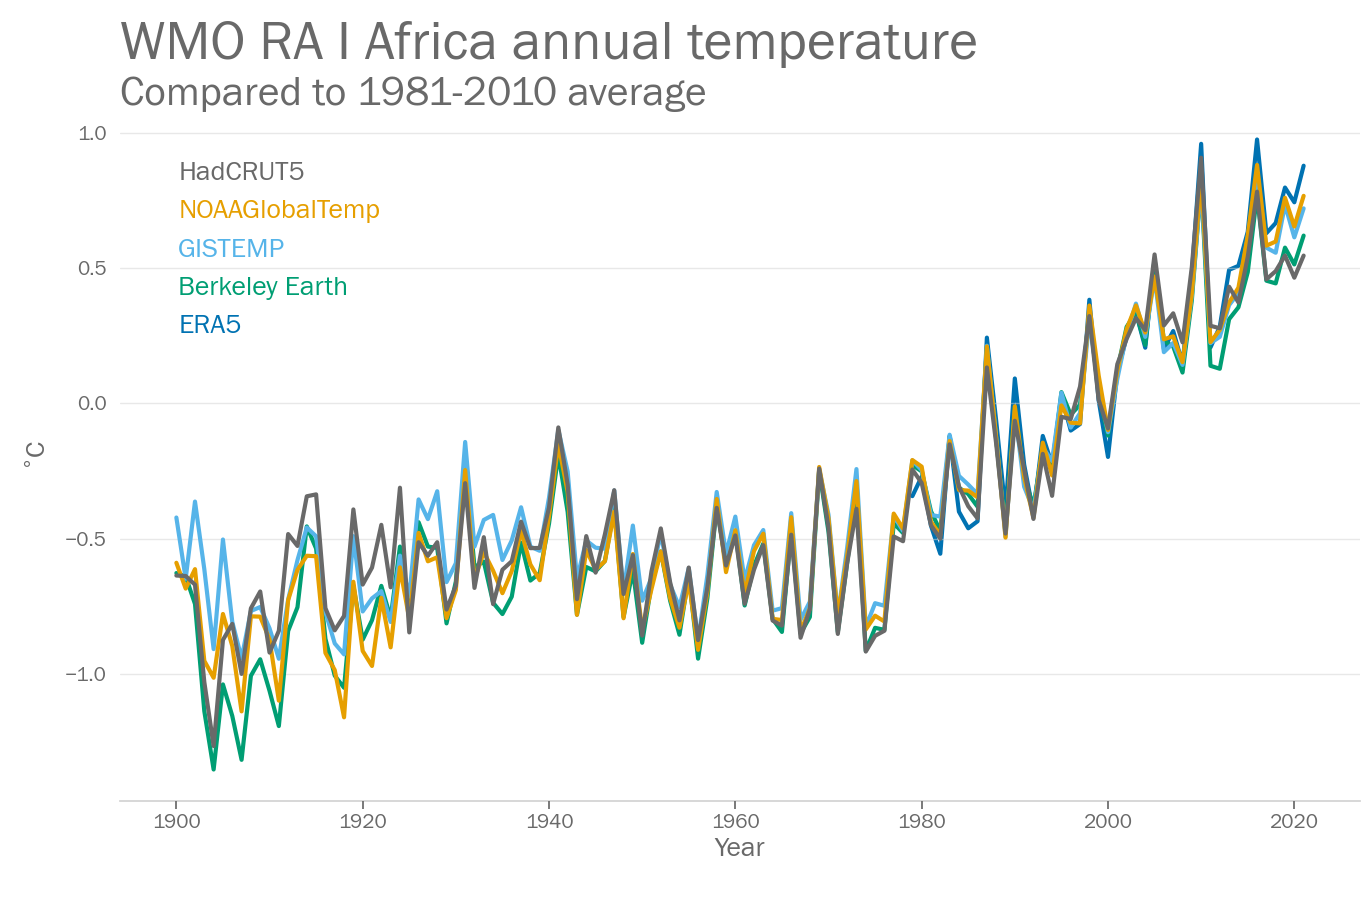 WMO RA I Africa annual temperature
Compared to 1981-2010 average
1.0
HadCRUT5
NOAAGlobalTemp
GISTEMP
0.5
Berkeley Earth
ERA5
0.0
°C
−0.5
−1.0
1900 1920 1940 1960 1980 2000 2020
Year